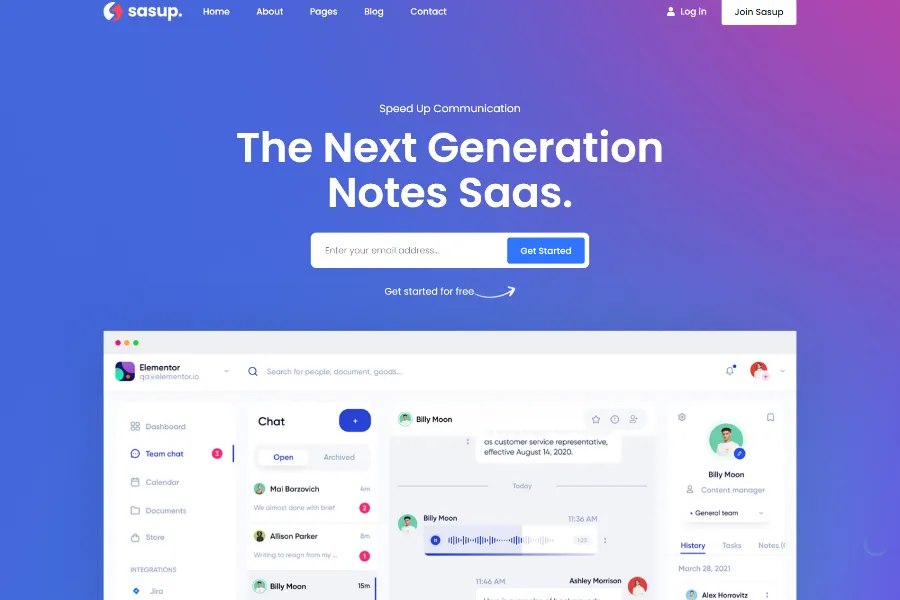 sasup.
Home
About
Pages
Blog
Contact
Log in
Join Sasup
Speed Up Communication
The Next Generation
Notes Saas.
Enter your email address...
Get Started
Get started for free
Elementor
qa@elementor.io
Search for people, document, goods...
Dashboard
Team chat
3
Calendar
Documents
Store
INTEGRATIONS
Jira
Chat
+
Open
Archived
Mai Borzovich
4m
We almost done with brief
2
Allison Parker
8m
Writing to resign from my ...
1
Billy Moon
15m
Billy Moon
as customer service representative,
effective August 14, 2020.
Today
Billy Moon
11:36 AM
11:46 AM
Ashley Morrison
Billy Moon
Content manager
• General team
History
Tasks
Notes
March 28, 2021
Alex Horovitz